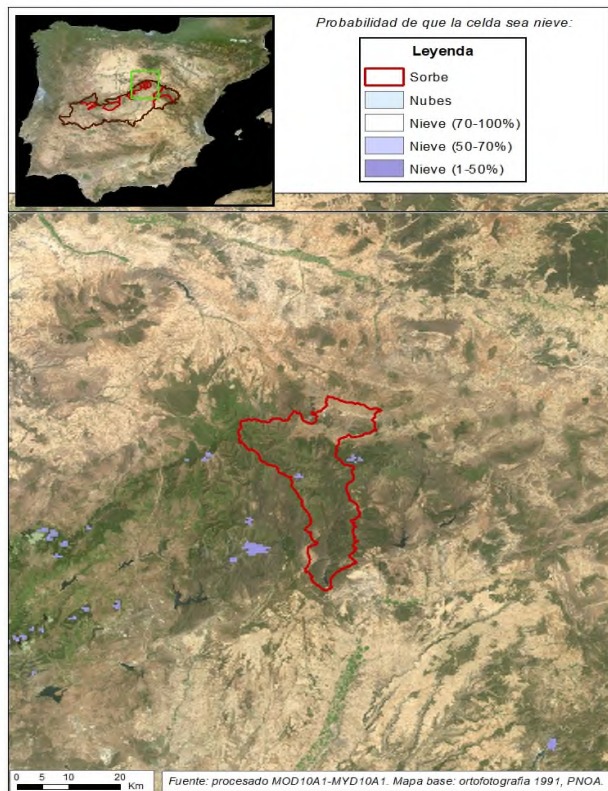 Probabilidad de que la celda sea nieve:
Leyenda
Sorbe
Nubes
Nieve (70-100%)
Nieve (50-70%)
Nieve (1-50%)
0 5 10 20
Km
Fuente: procesado MOD10A1-MYD10A1. Mapa base: ortofotografia 1991, PNOA.